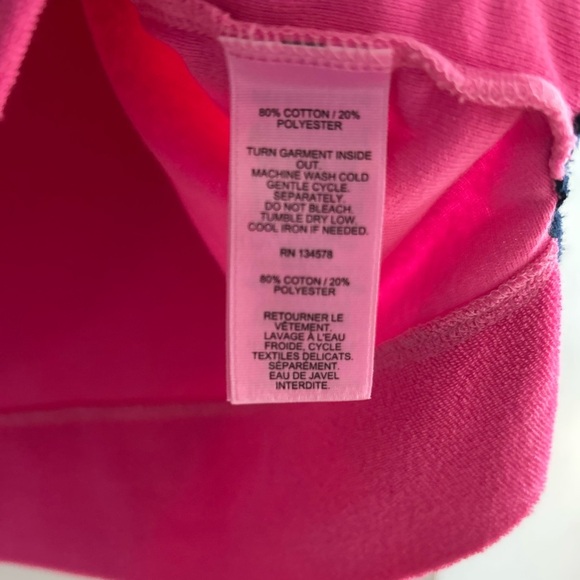 80% COTTON / 20%
POLYESTER
TURN GARMENT INSIDE
OUT.
MACHINE WASH COLD
GENTLE CYCLE.
SEPARATELY.
DO NOT BLEACH.
TUMBLE DRY LOW.
COOL IRON IF NEEDED.
RN 134578
80% COTON / 20%
POLYESTER
RETOURNER LE
VÊTEMENT.
LAVAGE À L'EAU
FROIDE, CYCLE
TEXTILES DELICATS.
SÉPARÉMENT.
EAU DE JAVEL
INTERDITE.